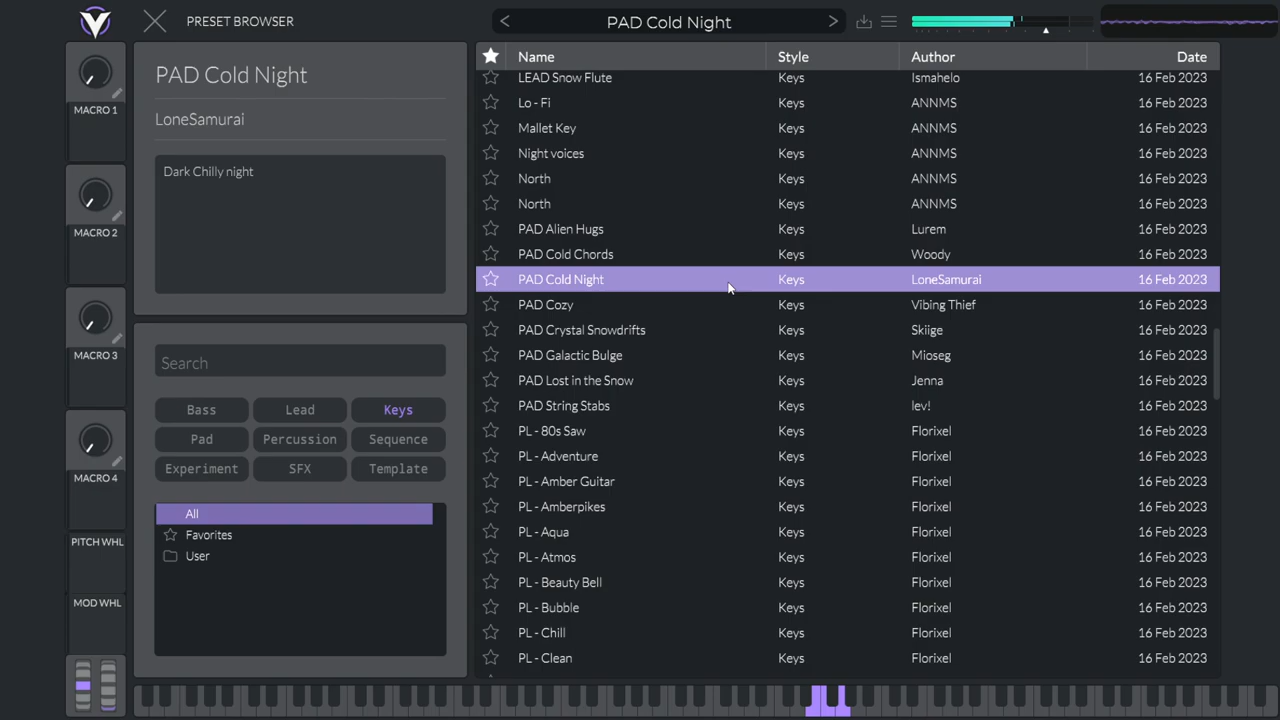 PRESET BROWSER
PAD Cold Night
MACRO 1
MACRO 2
MACRO 3
MACRO 4
PITCH WHL
MOD WHL
PAD Cold Night
LoneSamurai
Dark Chilly night
Search
Bass Lead Keys
Pad Percussion Sequence
Experiment SFX Template
All
Favorites
User
Name Style Author Date
LEAD Snow Flute Keys Ismahelo 16 Feb 2023
Lo - Fi Keys ANNMS 16 Feb 2023
Mallet Key Keys ANNMS 16 Feb 2023
Night voices Keys ANNMS 16 Feb 2023
North Keys ANNMS 16 Feb 2023
North Keys ANNMS 16 Feb 2023
PAD Alien Hugs Keys Lurem 16 Feb 2023
PAD Cold Chords Keys Woody 16 Feb 2023
PAD Cold Night Keys LoneSamurai 16 Feb 2023
PAD Cozy Keys Vibing Thief 16 Feb 2023
PAD Crystal Snowdrifts Keys Skiige 16 Feb 2023
PAD Galactic Bulge Keys Mioseg 16 Feb 2023
PAD Lost in the Snow Keys Jenna 16 Feb 2023
PAD String Stabs Keys lev! 16 Feb 2023
PL - 80s Saw Keys Florixel 16 Feb 2023
PL - Adventure Keys Florixel 16 Feb 2023
PL - Amber Guitar Keys Florixel 16 Feb 2023
PL - Amberpikes Keys Florixel 16 Feb 2023
PL - Aqua Keys Florixel 16 Feb 2023
PL - Atmos Keys Florixel 16 Feb 2023
PL - Beauty Bell Keys Florixel 16 Feb 2023
PL - Bubble Keys Florixel 16 Feb 2023
PL - Chill Keys Florixel 16 Feb 2023
PL - Clean Keys Florixel 16 Feb 2023